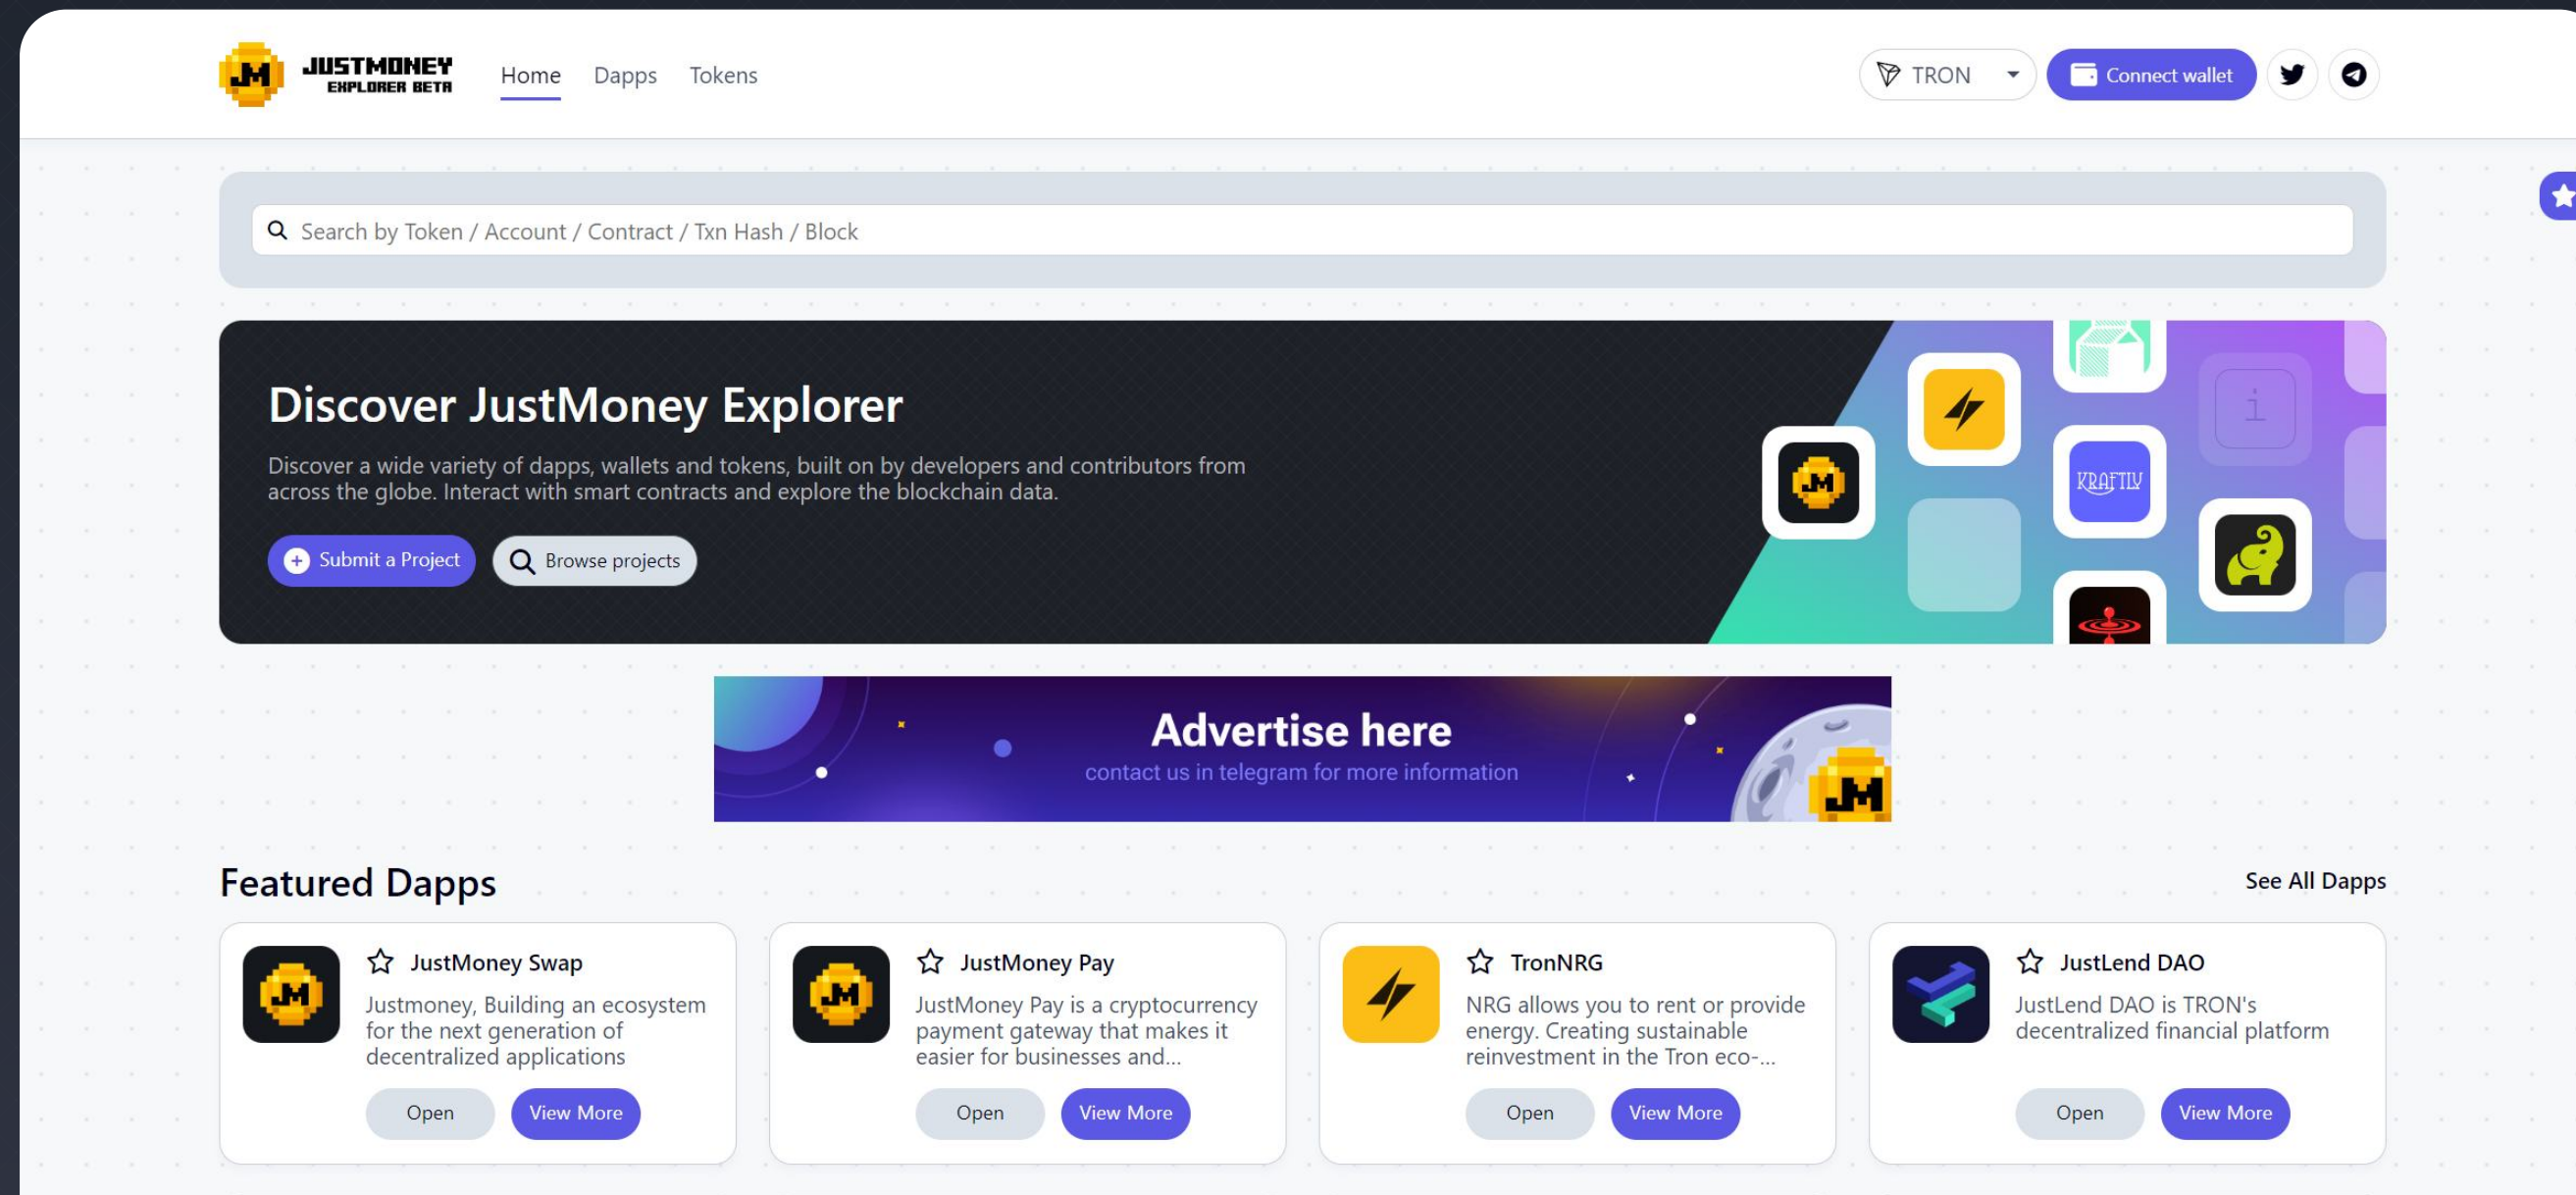 JM
JUSTMONEY
EXPLORER BETA
Home
Dapps
Tokens
TRON
Connect wallet
Search by Token / Account / Contract / Txn Hash / Block
Discover JustMoney Explorer
Discover a wide variety of dapps, wallets and tokens, built on by developers and contributors from
across the globe. Interact with smart contracts and explore the blockchain data.
Submit a Project
Browse projects
JM
KRAFTLY
i
Advertise here
contact us in telegram for more information
JM
Featured Dapps
See All Dapps
JM
JustMoney Swap
Justmoney, Building an ecosystem
for the next generation of
decentralized applications
Open
View More
JM
JustMoney Pay
JustMoney Pay is a cryptocurrency
payment gateway that makes it
easier for businesses and...
Open
View More
TronNRG
NRG allows you to rent or provide
energy. Creating sustainable
reinvestment in the Tron eco-...
Open
View More
JustLend DAO
JustLend DAO is TRON's
decentralized financial platform
Open
View More